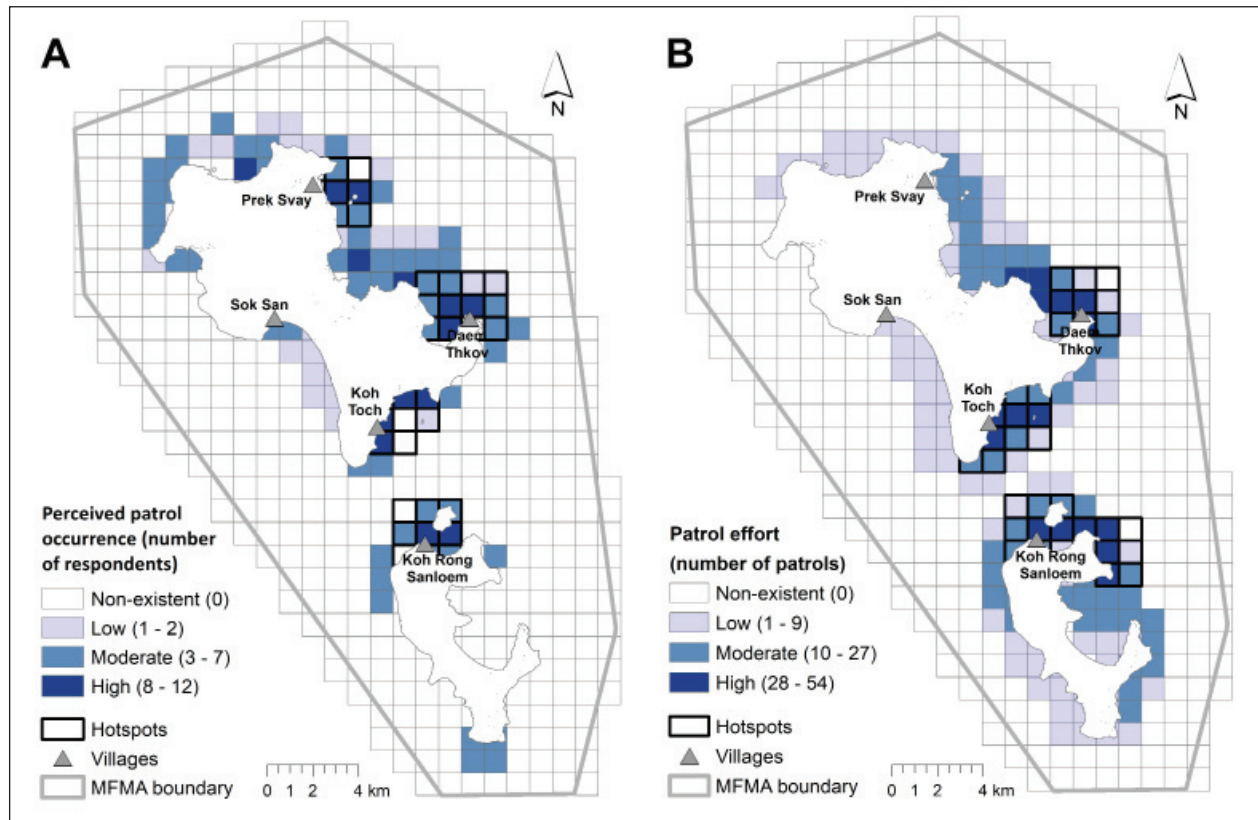 A
N
Prek Svay
Sok San
Daem
Thkov
Koh
Toch
Koh Rong
Sanloem
Perceived patrol
occurrence (number
of respondents)
Non-existent (0)
Low (1 - 2)
Moderate (3 - 7)
High (8 - 12)
Hotspots
Villages
MFMA boundary
0 1 2 4 km
B
N
Prek Svay
Sok San
Daem
Thkov
Koh
Toch
Koh Rong
Sanloem
Patrol effort
(number of patrols)
Non-existent (0)
Low (1 - 9)
Moderate (10 - 27)
High (28 - 54)
Hotspots
Villages
MFMA boundary
0 1 2 4 km